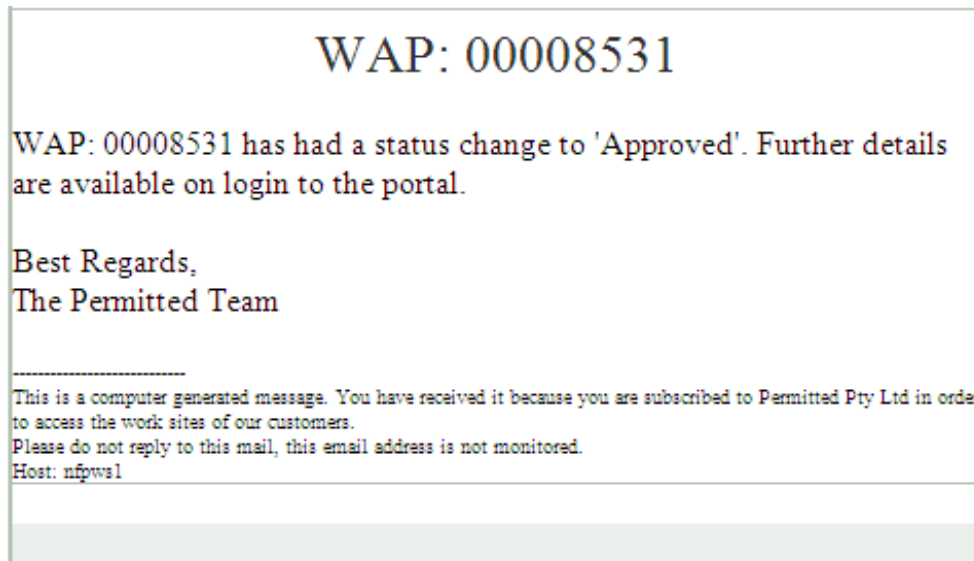 WAP: 00008531
WAP: 00008531 has had a status change to 'Approved'. Further details
are available on login to the portal.
Best Regards,
The Permitted Team
----------------------------
This is a computer generated message. You have received it because you are subscribed to Permitted Pty Ltd in orde
to access the work sites of our customers.
Please do not reply to this mail, this email address is not monitored.
Host: nfpws1